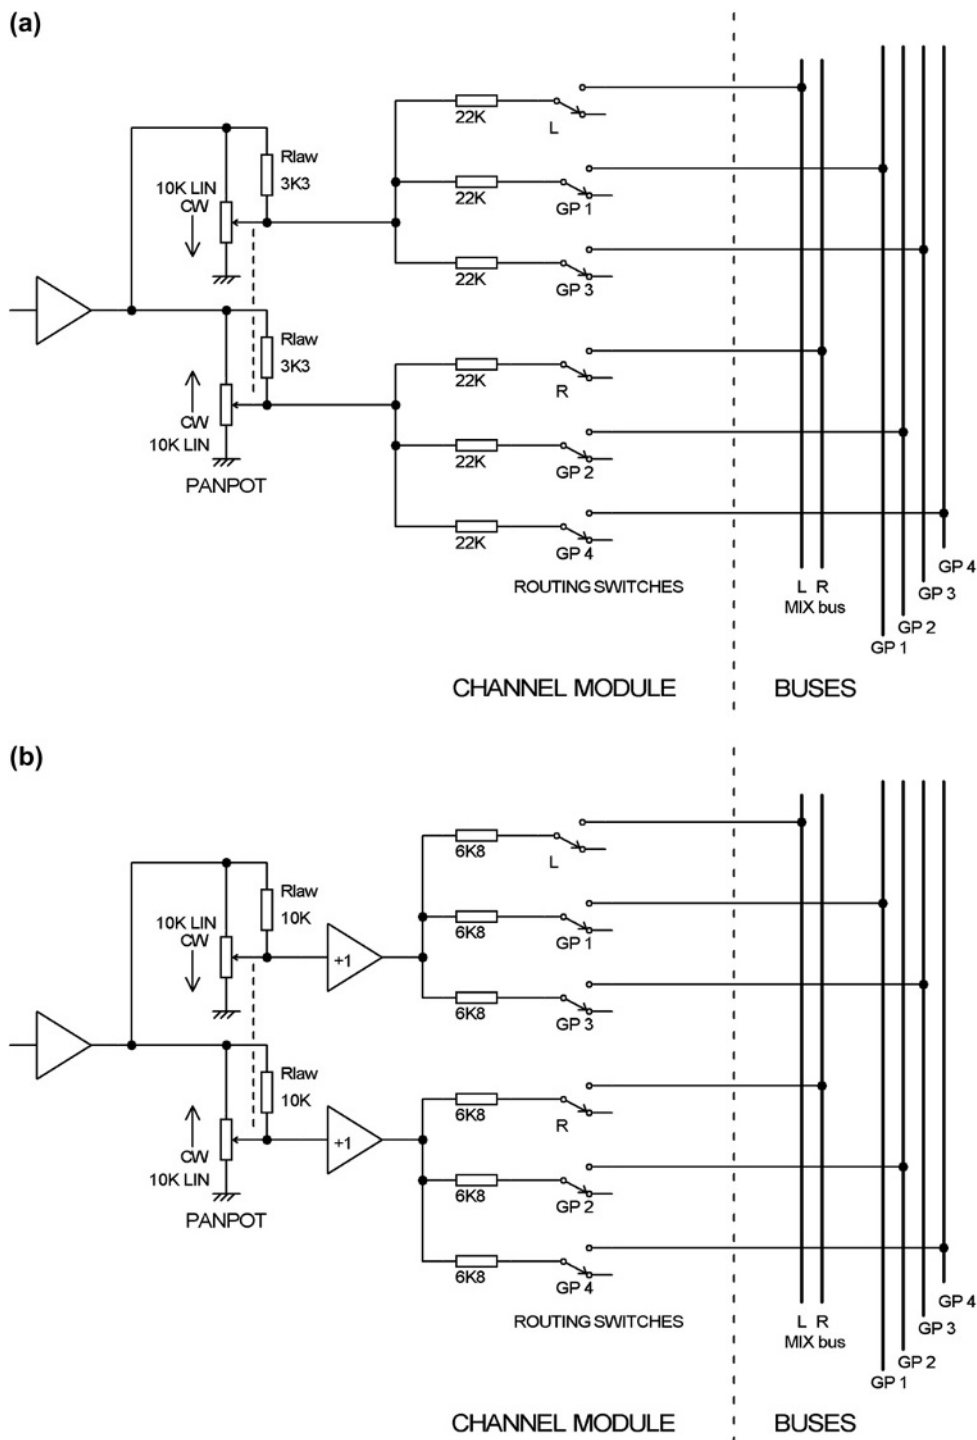 (a)
22K
L
Rlaw
3K3
10K LIN
CW
22K
GP 1
22K
GP 3
Rlaw
3K3
22K
R
CW
10K LIN
22K
GP 2
PANPOT
22K
GP 4
ROUTING SWITCHES
L R
MIX bus
GP 4
GP 3
GP 2
GP 1
CHANNEL MODULE
BUSES
(b)
6K8
L
Rlaw
10K
10K LIN
CW
6K8
GP 1
+1
6K8
GP 3
Rlaw
10K
6K8
R
CW
10K LIN
+1
6K8
GP 2
PANPOT
6K8
GP 4
ROUTING SWITCHES
L R
MIX bus
GP 4
GP 3
GP 2
GP 1
CHANNEL MODULE
BUSES